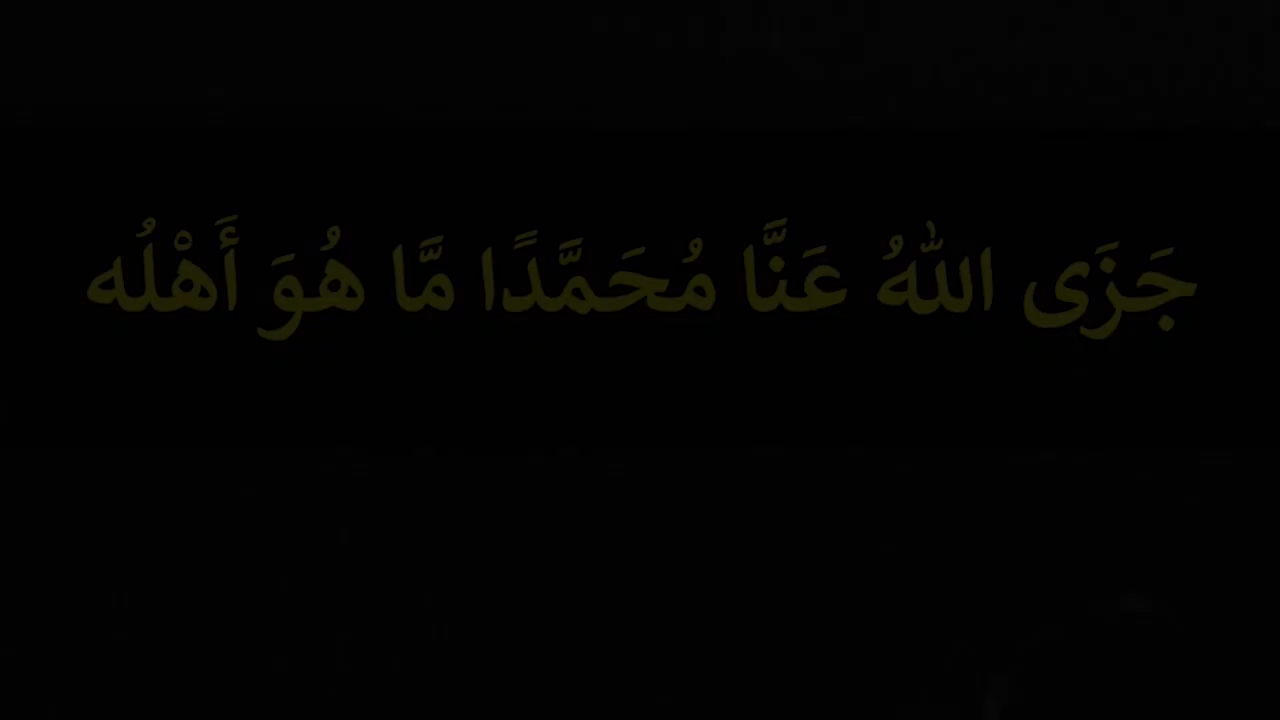 جَزَى اللهُ عَنَّا مُحَمَّدًا مَّا هُوَ أَهْلُه